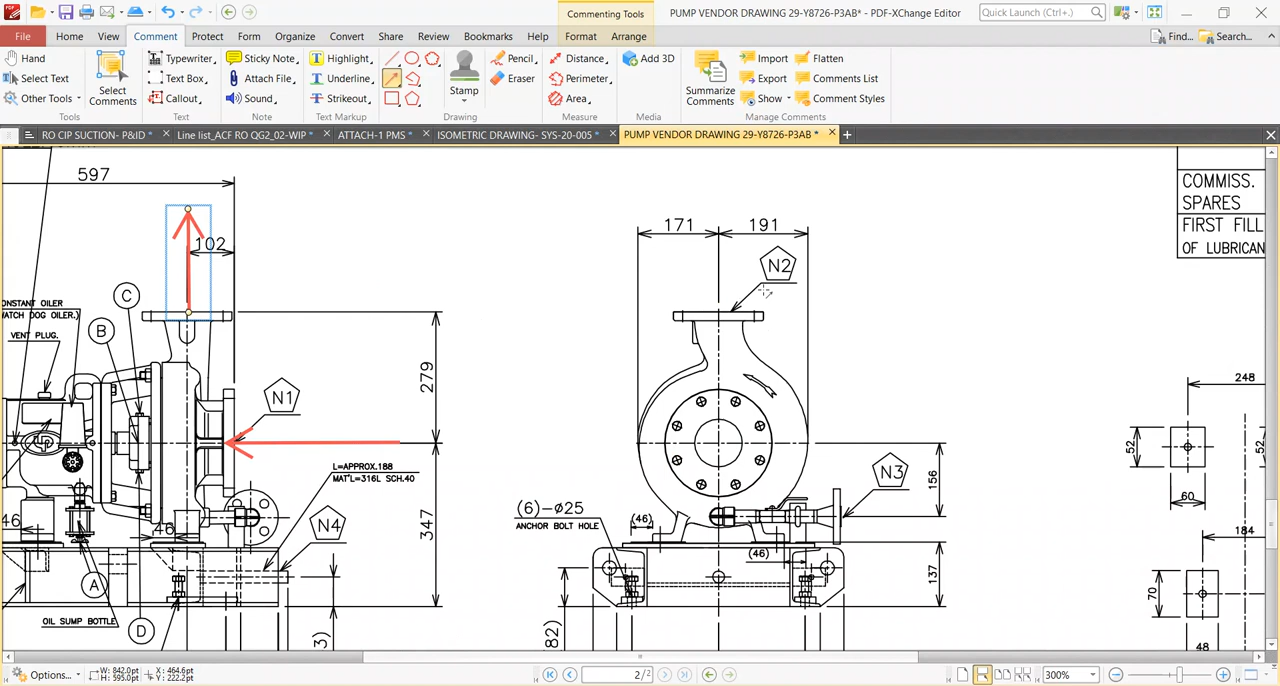 Commenting Tools
PUMP VENDOR DRAWING 29-Y8726-P3AB* - PDF-XChange Editor
Quick Launch (Ctrl+.)
File
Home
View
Comment
Protect
Form
Organize
Convert
Share
Review
Bookmarks
Help
Format
Arrange
Find...
Search...
Hand
Select Text
Other Tools
Select Comments
Tools
Typewriter
Text Box
Callout
Text
Sticky Note
Attach File
Sound
Note
Highlight
Underline
Strikeout
Text Markup
Stamp
Pencil
Eraser
Drawing
Distance
Perimeter
Area
Measure
Add 3D
Media
Summarize Comments
Import
Export
Show
Flatten
Comments List
Comment Styles
Manage Comments
RO CIP SUCTION- P&ID *
Line list_ACF RO QG2_02-WIP *
ATTACH-1 PMS *
ISOMETRIC DRAWING- SYS-20-005 *
PUMP VENDOR DRAWING 29-Y8726-P3AB *
597
102
171
191
N2
COMMISS.
SPARES
FIRST FILL
OF LUBRICAN
C
ONSTANT OILER
WATCH DOG OILER.)
VENT PLUG.
B
N1
279
248
52
52
60
L=APPROX.188
MAT'L=316L SCH.40
N3
156
(6)-ø25
ANCHOR BOLT HOLE
(46)
(46)
46
46
N4
347
137
184
70
48
A
OIL SUMP BOTTLE
D
3)
82)
Options...
W: 842.0pt
H: 595.0pt
X: 464.6pt
Y: 222.2pt
2/2
300%